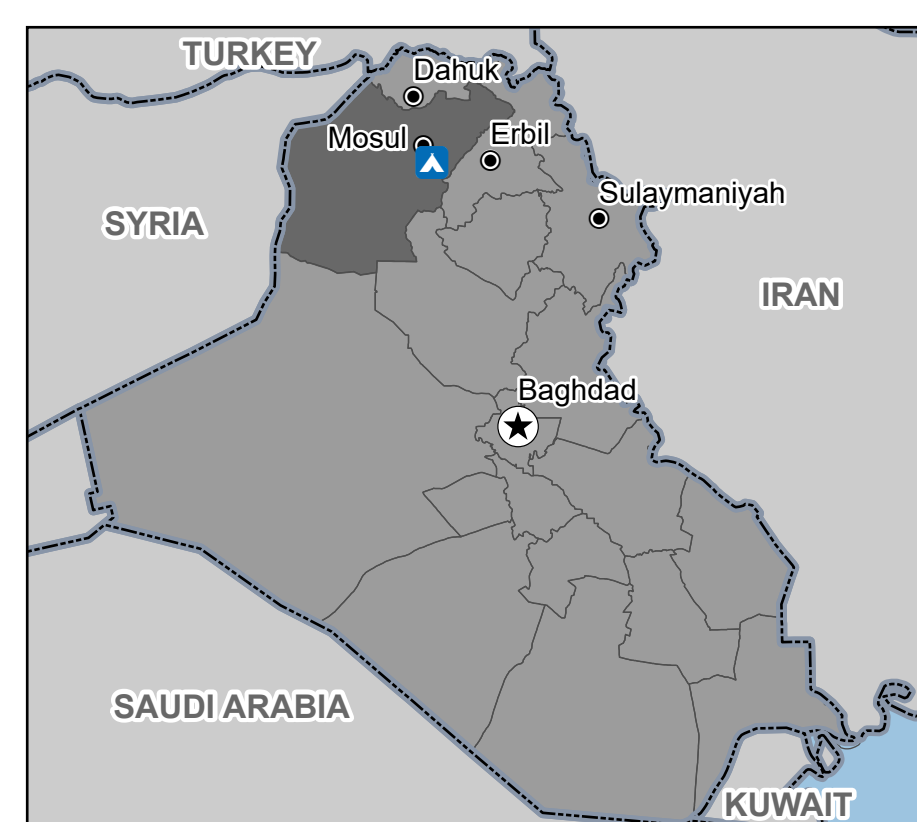 TURKEY
Dahuk
Mosul
Erbil
Sulaymaniyah
SYRIA
IRAN
Baghdad
SAUDI ARABIA
KUWAIT